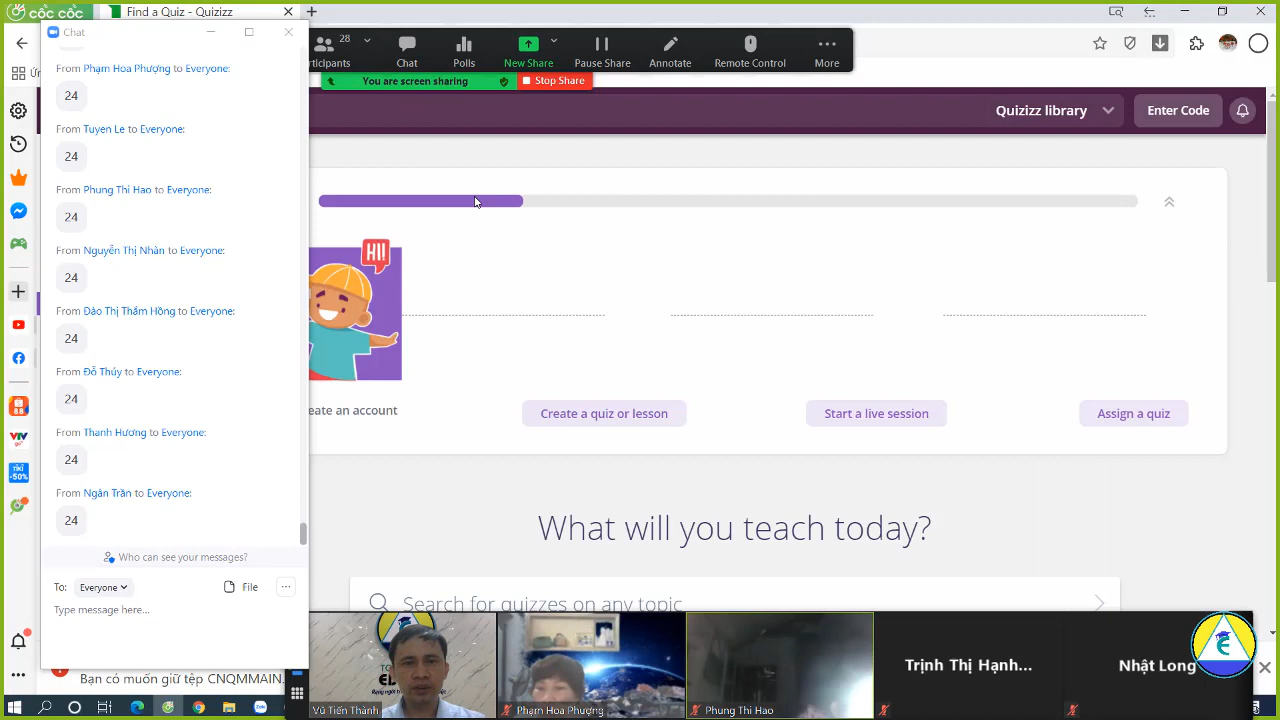 cốc cốc
Find a Quiz - Quizizz
Chat
28
rticipants
Chat
Polls
New Share
Pause Share
Annotate
Remote Control
More
You are screen sharing
Stop Share
Quizizz library
Enter Code
From Phạm Hoa Phượng to Everyone:
24
From Tuyen Le to Everyone:
24
From Phung Thi Hao to Everyone:
24
From Nguyễn Thị Nhàn to Everyone:
24
From Đào Thị Thắm Hồng to Everyone:
24
From Đỗ Thúy to Everyone:
24
From Thanh Hương to Everyone:
24
From Ngân Trần to Everyone:
24
Who can see your messages?
To: Everyone
File
Type message here...
HI!
eate an account
Create a quiz or lesson
Start a live session
Assign a quiz
What will you teach today?
Search for quizzes on any topic
8.8
VTV
go
TIKI
-50%
Bạn có muốn giữ tệp CNQMMAIN.
Vũ Tiến Thành
Phạm Hoa Phượng
Phung Thi Hao
Trịnh Thị Hạnh...
Nhật Long